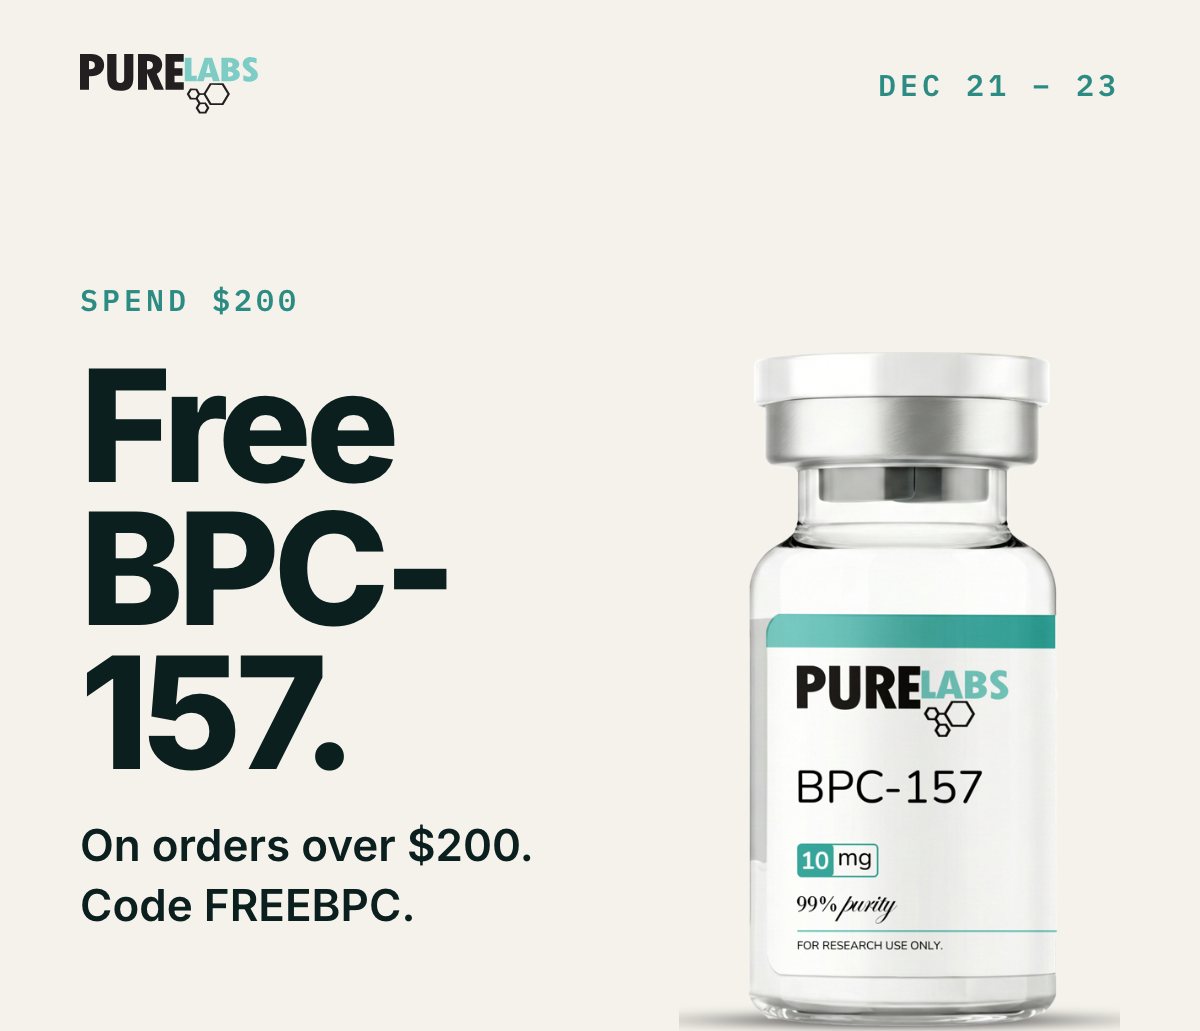 PURELABS
DEC 21 – 23
SPEND $200
Free
BPC-
157.
On orders over $200.
Code FREEBPC.
PURELABS
BPC-157
10 mg
99% purity
FOR RESEARCH USE ONLY.